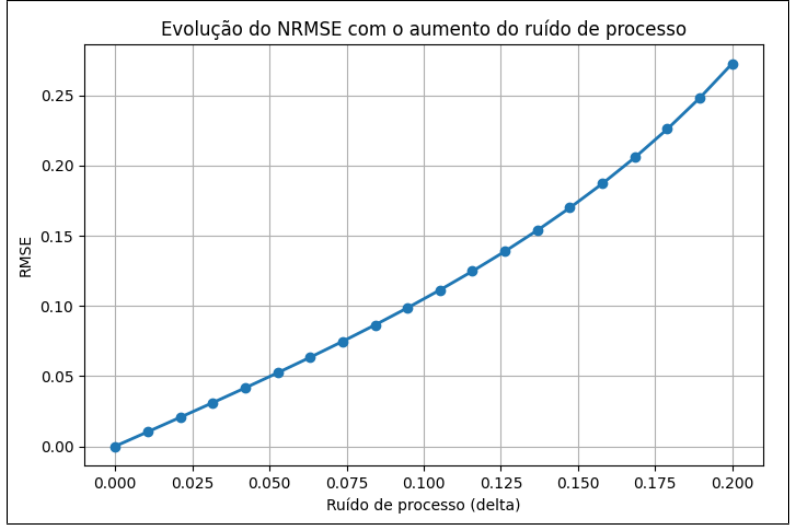 Evolução do NRMSE com o aumento do ruído de processo
RMSE
0.25
0.20
0.15
0.10
0.05
0.00
0.000 0.025 0.050 0.075 0.100 0.125 0.150 0.175 0.200
Ruído de processo (delta)